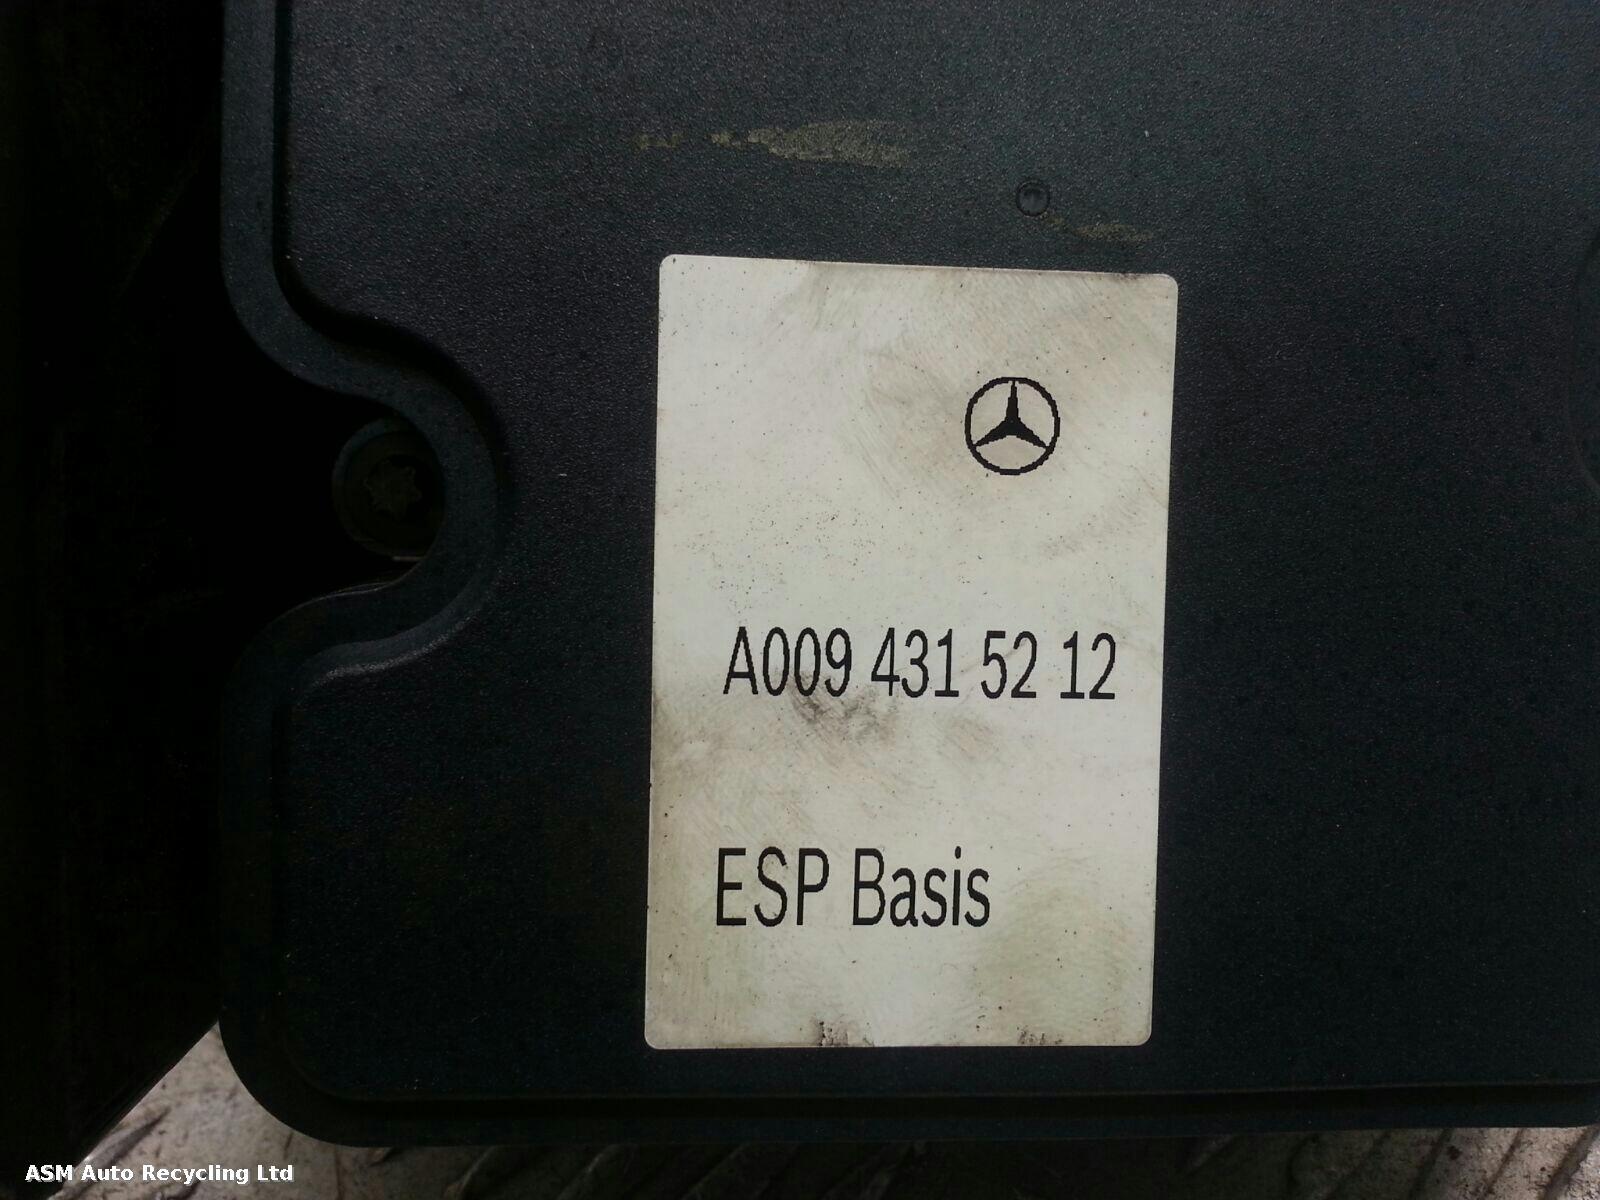 A009 431 52 12
ESP Basis
ASM Auto Recycling Ltd